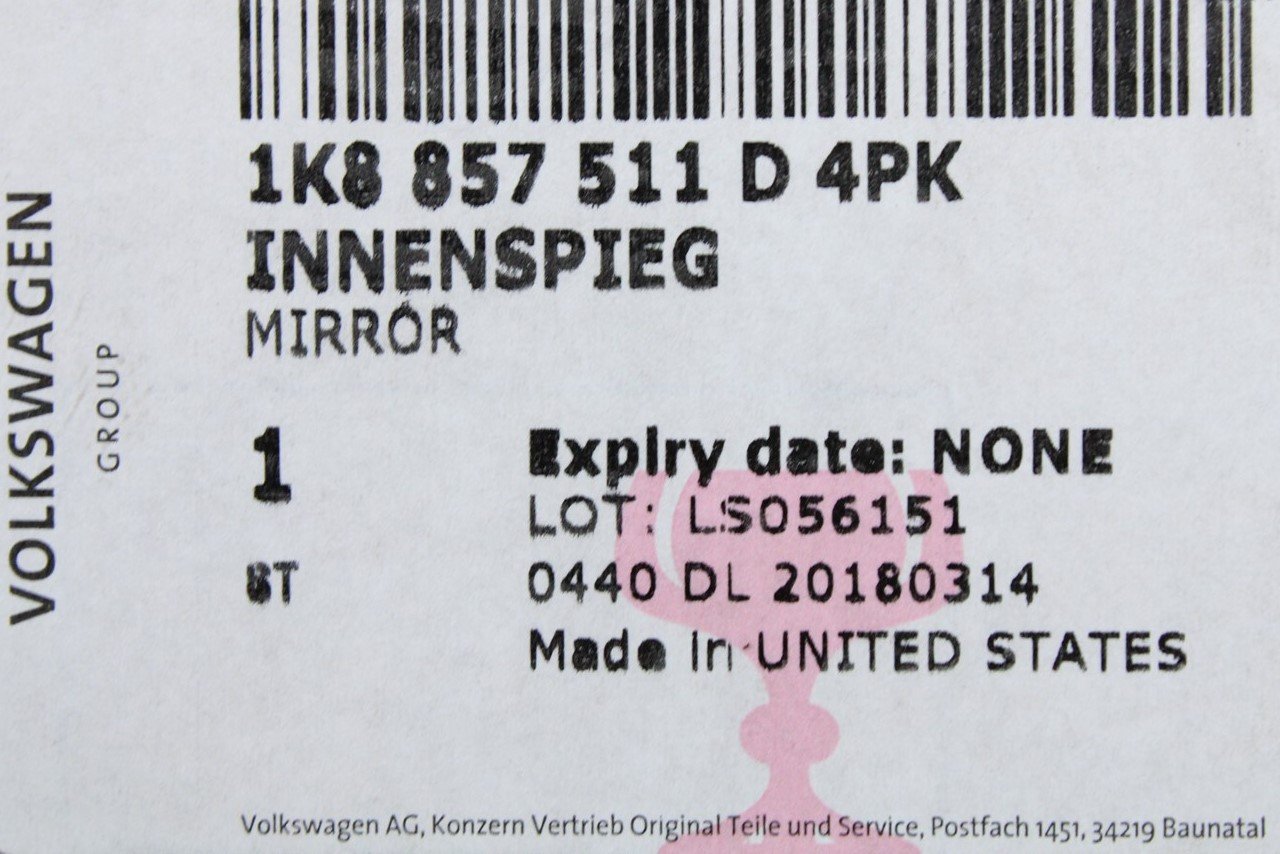 VOLKSWAGEN
GROUP
1K8 857 511 D 4PK
INNENSPIEG
MIRROR
1
Expiry date: NONE
LOT: LS056151
ST
0440 DL 20180314
Made in UNITED STATES
Volkswagen AG, Konzern Vertrieb Original Teile und Service, Postfach 1451, 34219 Baunatal